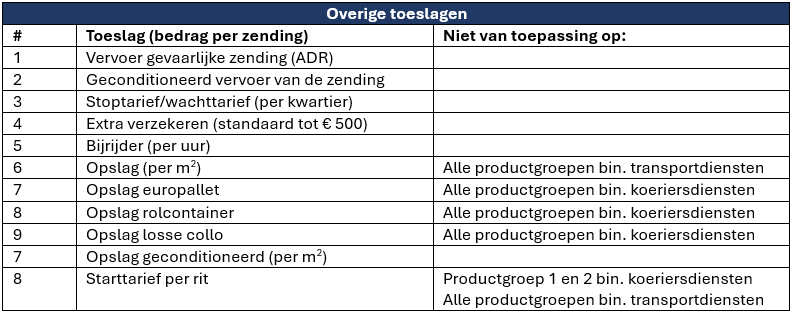 Overige toeslagen
# Toeslag (bedrag per zending) Niet van toepassing op:
1 Vervoer gevaarlijke zending (ADR)
2 Geconditioneerd vervoer van de zending
3 Stoptarief/wachttarief (per kwartier)
4 Extra verzekeren (standaard tot € 500)
5 Bijrijder (per uur)
6 Opslag (per m²) Alle productgroepen bin. transportdiensten
7 Opslag europallet Alle productgroepen bin. koeriersdiensten
8 Opslag rolcontainer Alle productgroepen bin. koeriersdiensten
9 Opslag losse collo Alle productgroepen bin. koeriersdiensten
7 Opslag geconditioneerd (per m²)
8 Starttarief per rit Productgroep 1 en 2 bin. koeriersdiensten
Alle productgroepen bin. transportdiensten